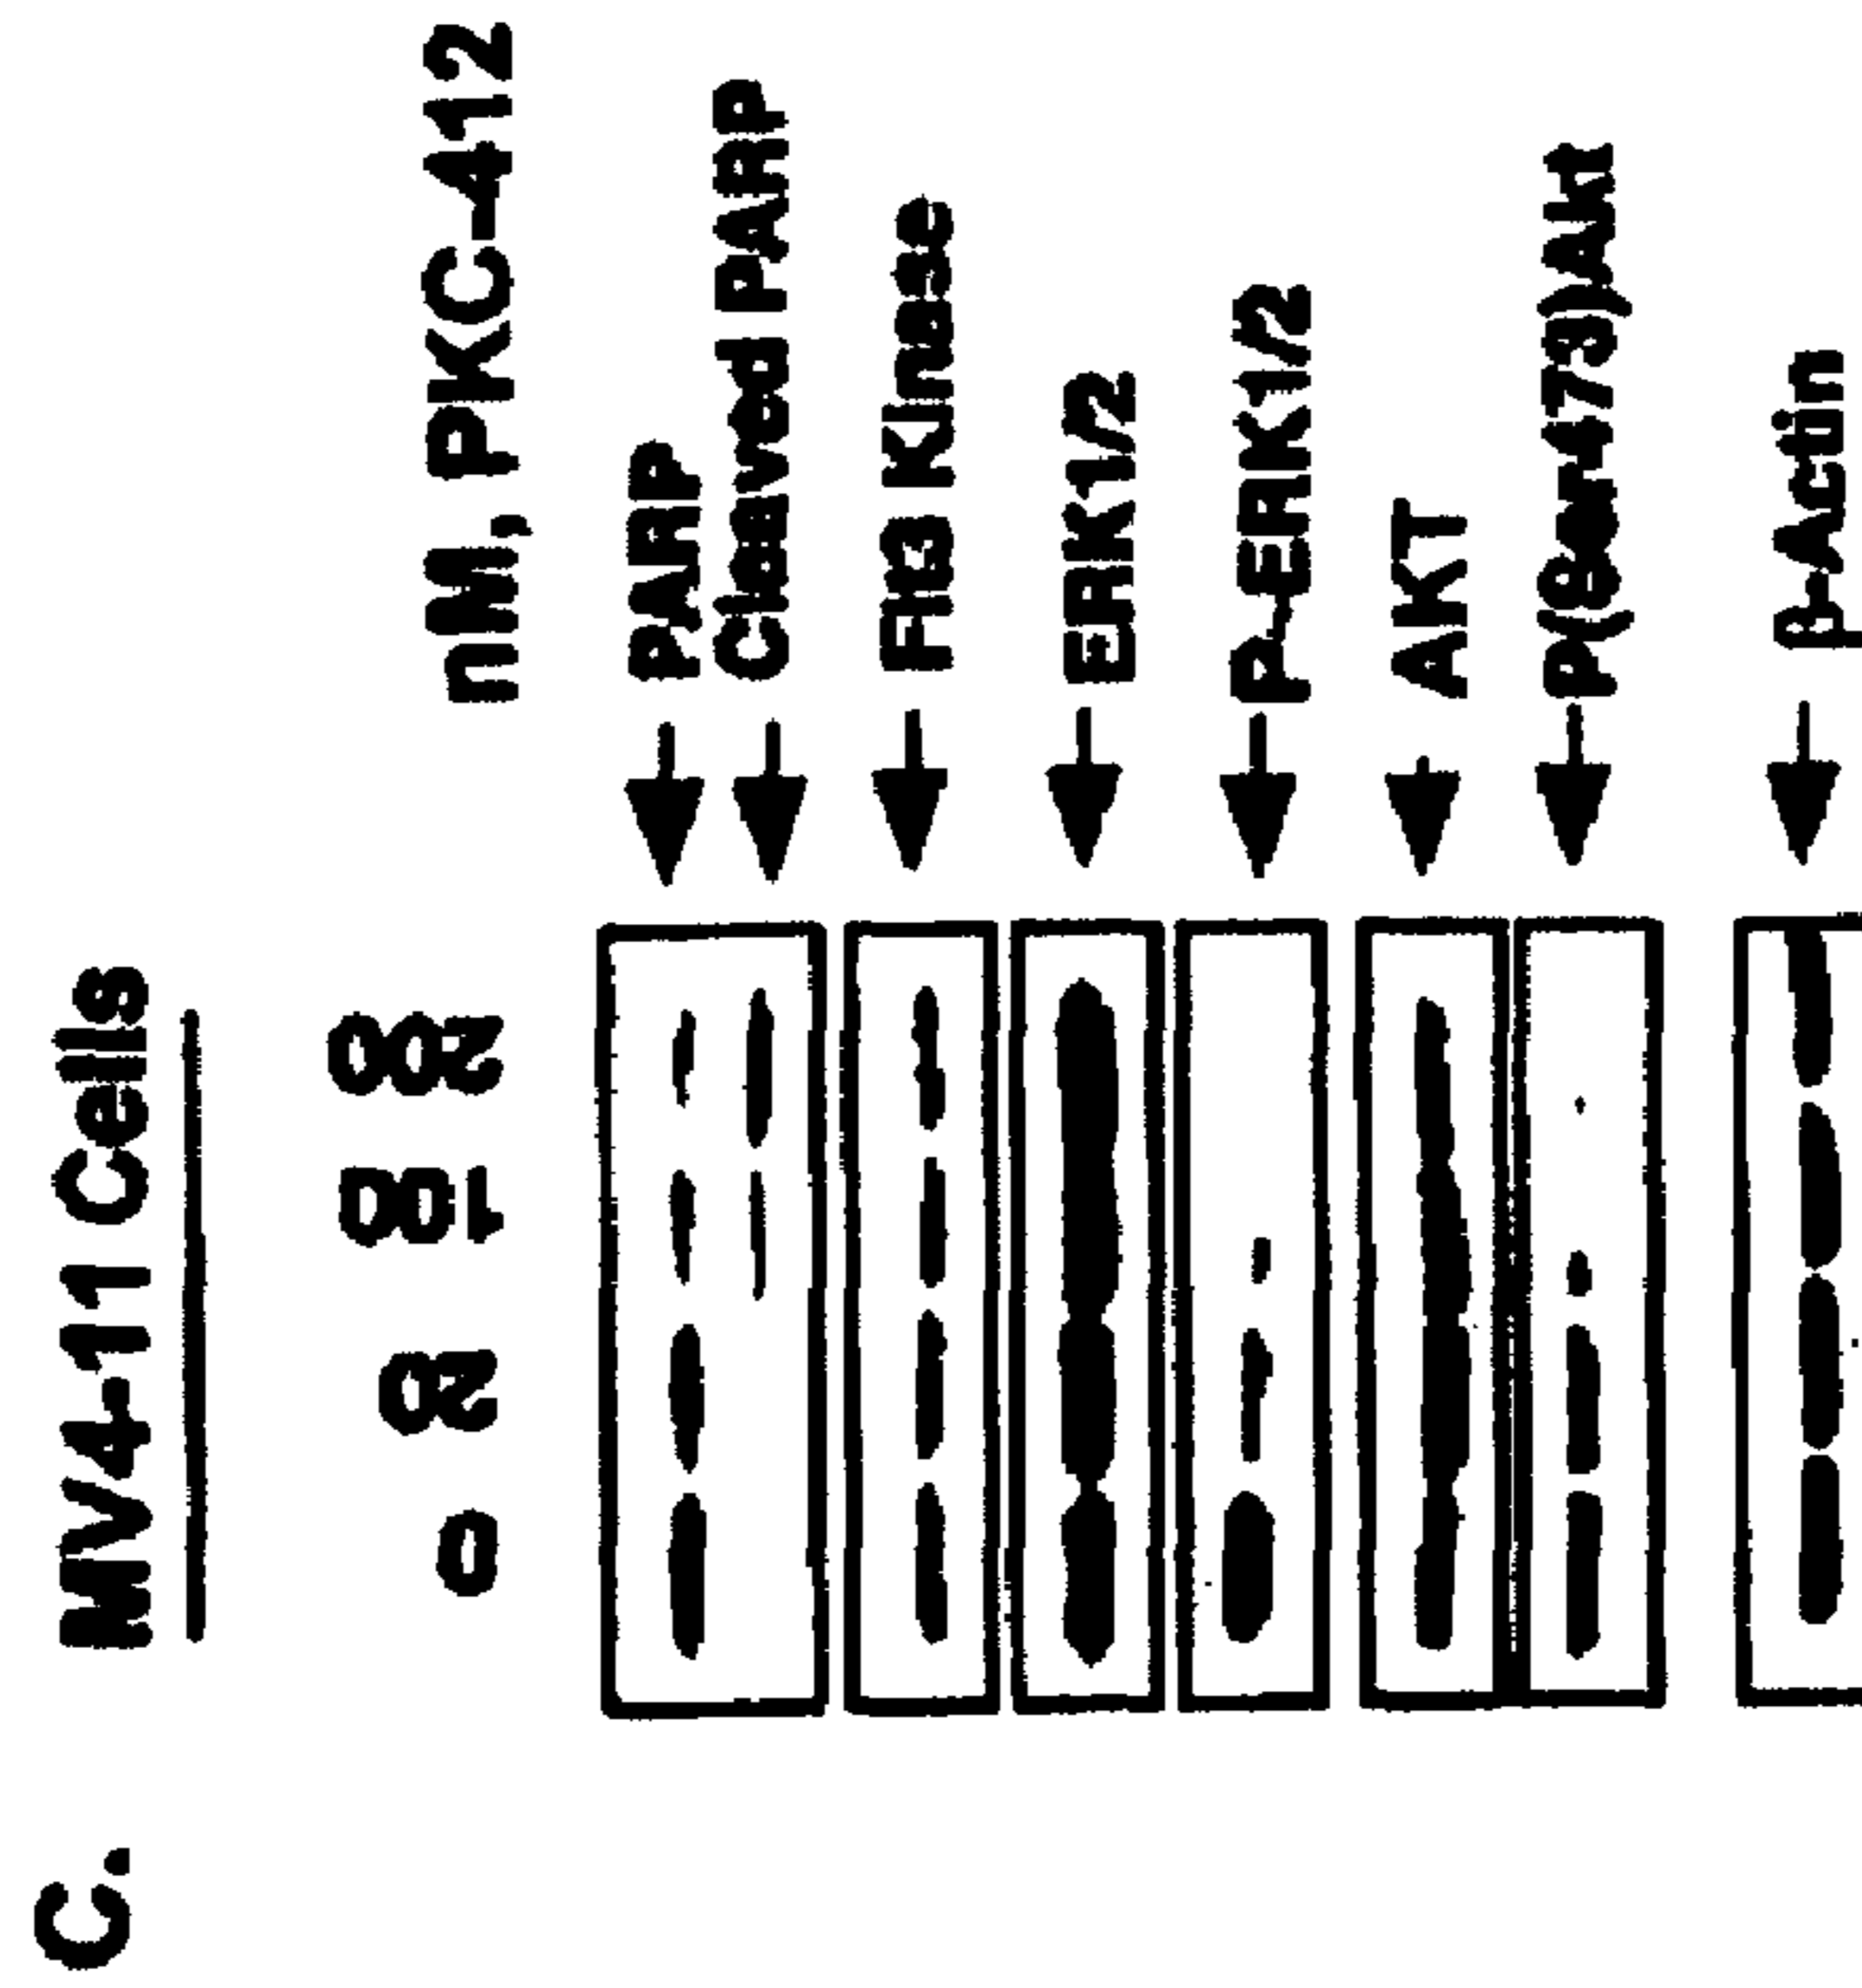 C.
MV4-11 Cells
0 20 100 200 nM, PKC-412
PARP
Cleaved PARP
Flt3 Kinase
ERK1/2
P-ERK1/2
AKT
P(Ser473)Akt
β-Actin